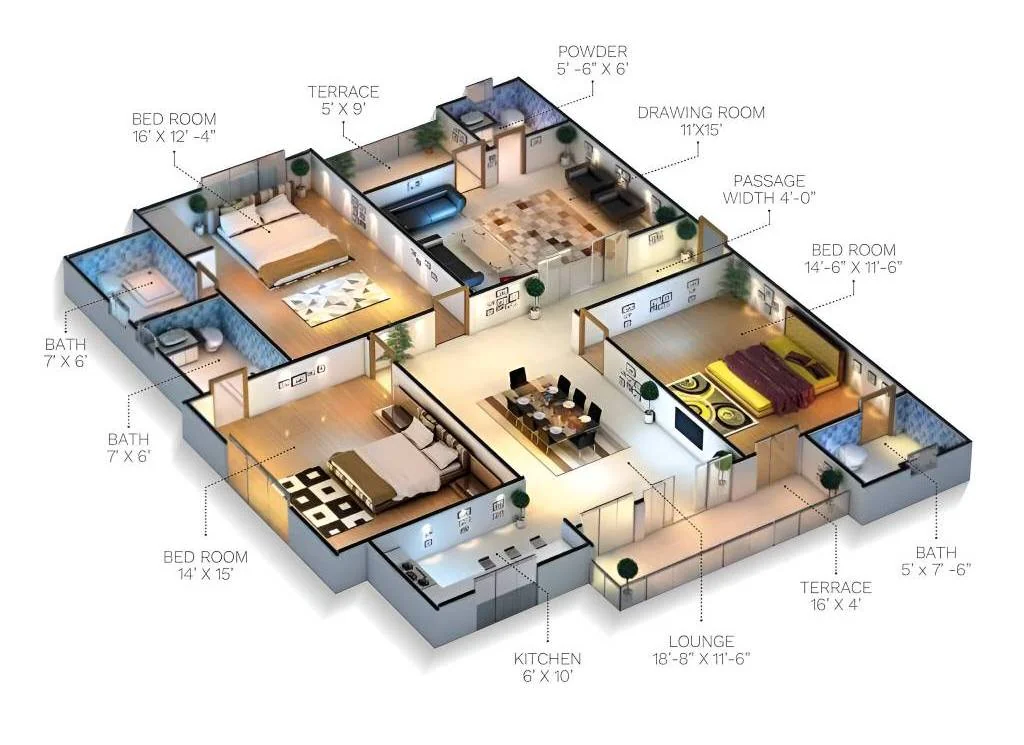 POWDER
5' -6" X 6'
TERRACE
5' X 9'
BED ROOM
16' X 12' -4"
DRAWING ROOM
11'X15'
PASSAGE
WIDTH 4'-0"
BED ROOM
14'-6" X 11'-6"
BATH
7' X 6'
BATH
7' X 6'
BED ROOM
14' X 15'
BATH
5' x 7' -6"
TERRACE
16' X 4'
LOUNGE
18'-8" X 11'-6"
KITCHEN
6' X 10'